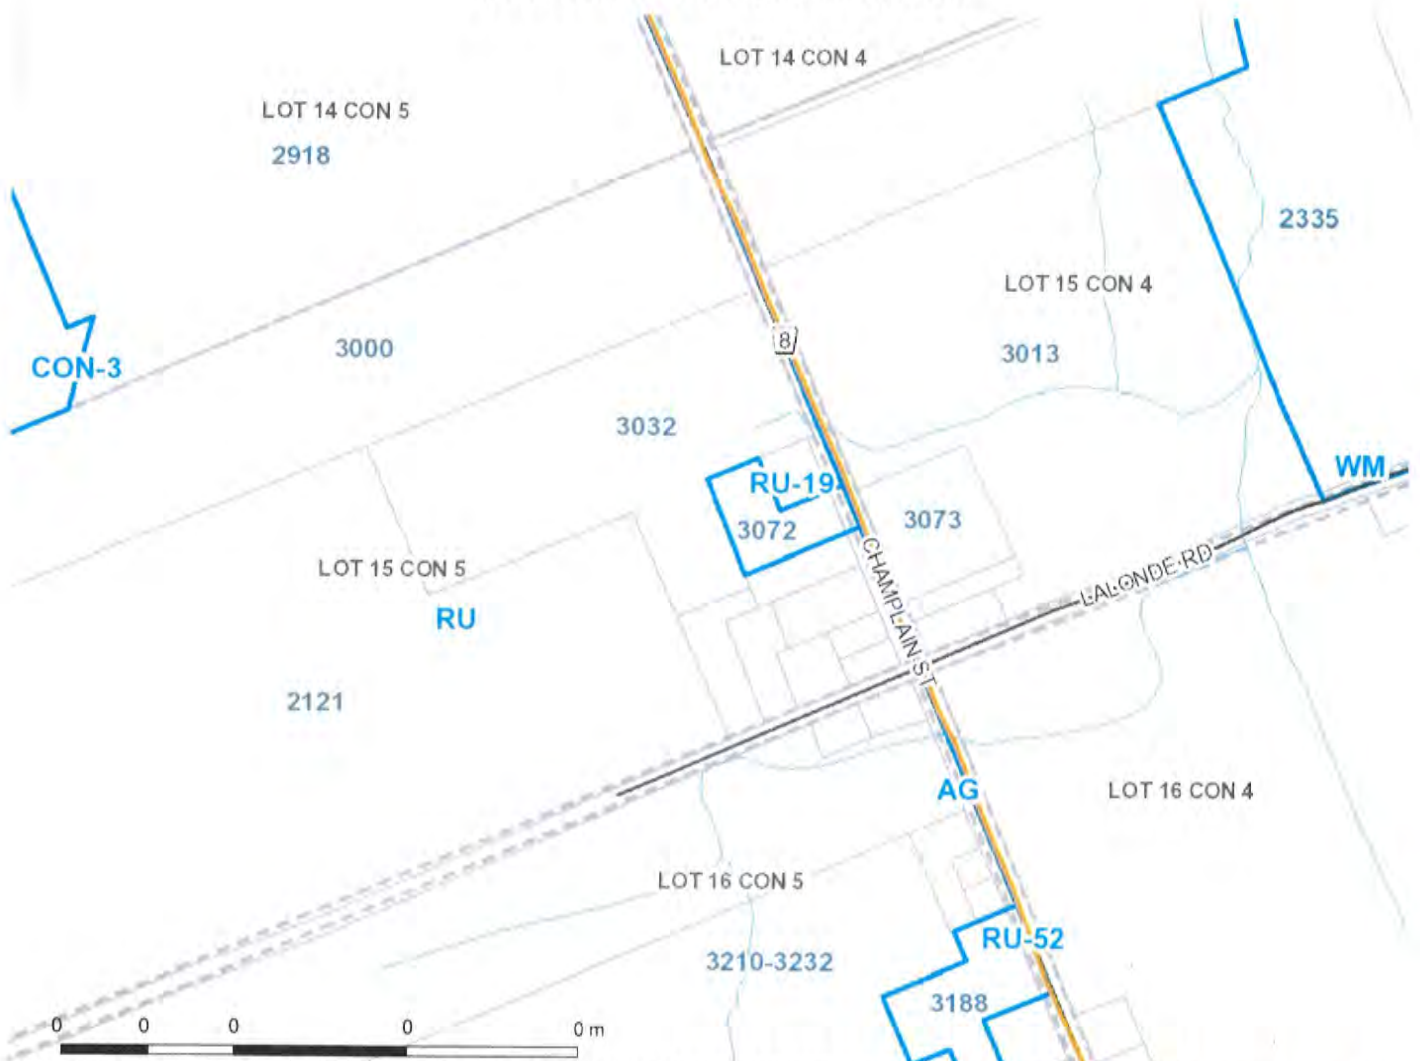 LOT 14 CON 4
LOT 14 CON 5
2918
2335
LOT 15 CON 4
8
3000
3013
CON-3
3032
WM
RU-19
3072
3073
CHAMPLAIN ST
LALONDE RD
LOT 15 CON 5
RU
2121
AG
LOT 16 CON 4
LOT 16 CON 5
RU-52
3210-3232
3188
0 0 0 0 0 m